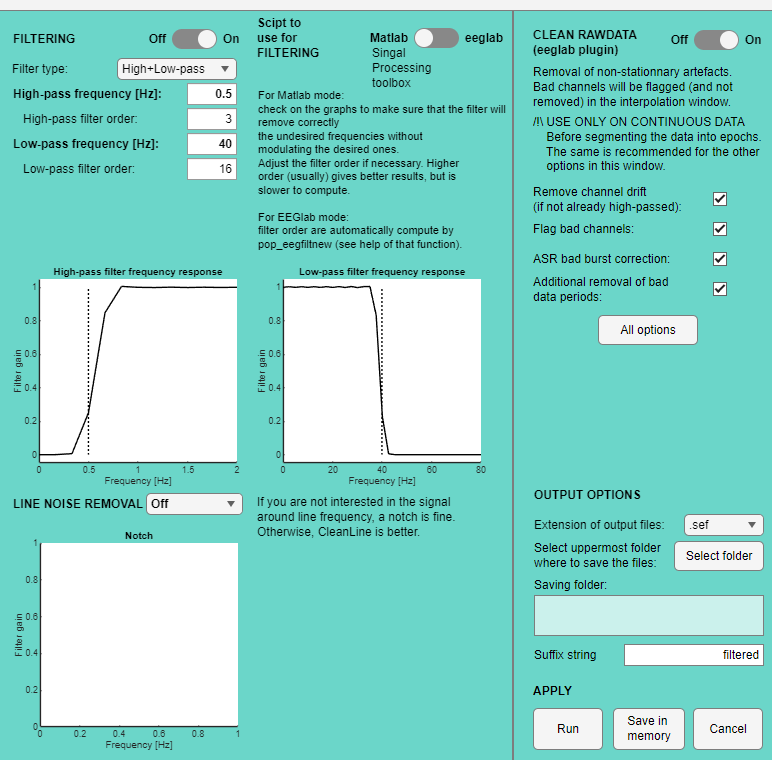 FILTERING
Off
On
Filter type:
High+Low-pass
High-pass frequency [Hz]:
0.5
High-pass filter order:
3
Low-pass frequency [Hz]:
40
Low-pass filter order:
16
Scipt to
use for
FILTERING
Matlab
eeglab
Singal
Processing
toolbox
For Matlab mode:
check on the graphs to make sure that the filter will
remove correctly
the undesired frequencies without
modulating the desired ones.
Adjust the filter order if necessary. Higher
order (usually) gives better results, but is
slower to compute.
For EEGlab mode:
filter order are automatically compute by
pop_eegfiltnew (see help of that function).
High-pass filter frequency response
1
0.8
0.6
0.4
0.2
0
Filter gain
0
0.5
1
1.5
2
Frequency [Hz]
Low-pass filter frequency response
1
0.8
0.6
0.4
0.2
0
Filter gain
0
20
40
60
80
Frequency [Hz]
LINE NOISE REMOVAL
Off
If you are not interested in the signal
around line frequency, a notch is fine.
Otherwise, CleanLine is better.
Notch
1
0.8
0.6
0.4
0.2
0
Filter gain
0
0.2
0.4
0.6
0.8
1
Frequency [Hz]
CLEAN RAWDATA
(eeglab plugin)
Off
On
Removal of non-stationnary artefacts.
Bad channels will be flagged (and not
removed) in the interpolation window.
/!\ USE ONLY ON CONTINUOUS DATA
Before segmenting the data into epochs.
The same is recommended for the other
options in this window.
Remove channel drift
(if not already high-passed):
Flag bad channels:
ASR bad burst correction:
Additional removal of bad
data periods:
All options
OUTPUT OPTIONS
Extension of output files:
.sef
Select uppermost folder
where to save the files:
Select folder
Saving folder:
Suffix string
filtered
APPLY
Run
Save in
memory
Cancel